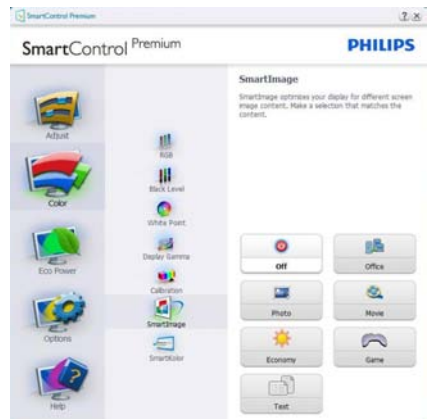 SmartControl Premium
SmartControl Premium
PHILIPS
Adjust
Color
Eco Power
Options
Help
RGB
Black Level
White Point
Display Gamma
Calibration
SmartImage
SmartKolor
SmartImage
SmartImage optimizes your display for different screen
image content. Make a selection that matches the
content.
Off
Office
Photo
Movie
Economy
Game
Text